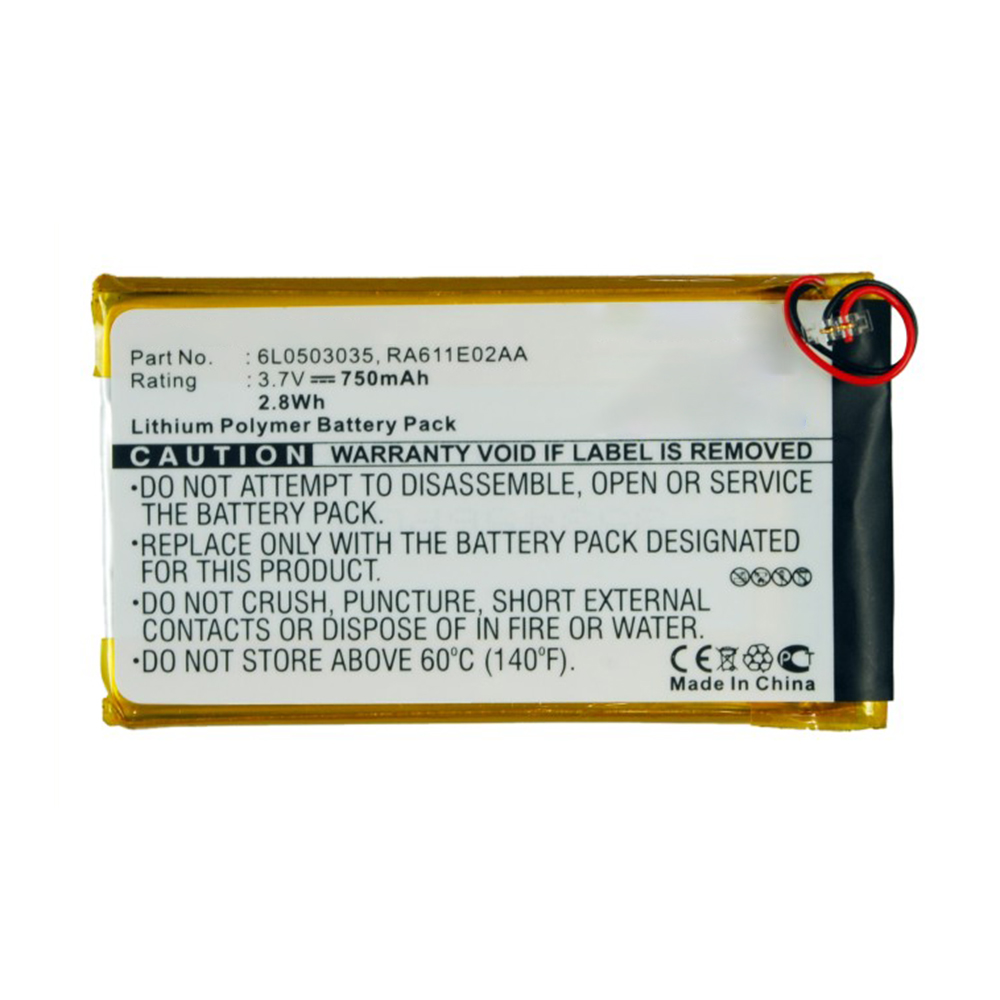 Part No. : 6L0503035, RA611E02AA
Rating : 3.7V 750mAh
2.8Wh
Lithium Polymer Battery Pack
CAUTION WARRANTY VOID IF LABEL IS REMOVED
·DO NOT ATTEMPT TO DISASSEMBLE, OPEN OR SERVICE
THE BATTERY PACK.
·REPLACE ONLY WITH THE BATTERY PACK DESIGNATED
FOR THIS PRODUCT.
·DO NOT CRUSH, PUNCTURE, SHORT EXTERNAL
CONTACTS OR DISPOSE OF IN FIRE OR WATER.
·DO NOT STORE ABOVE 60°C (140°F).
CE PCT
Made In China